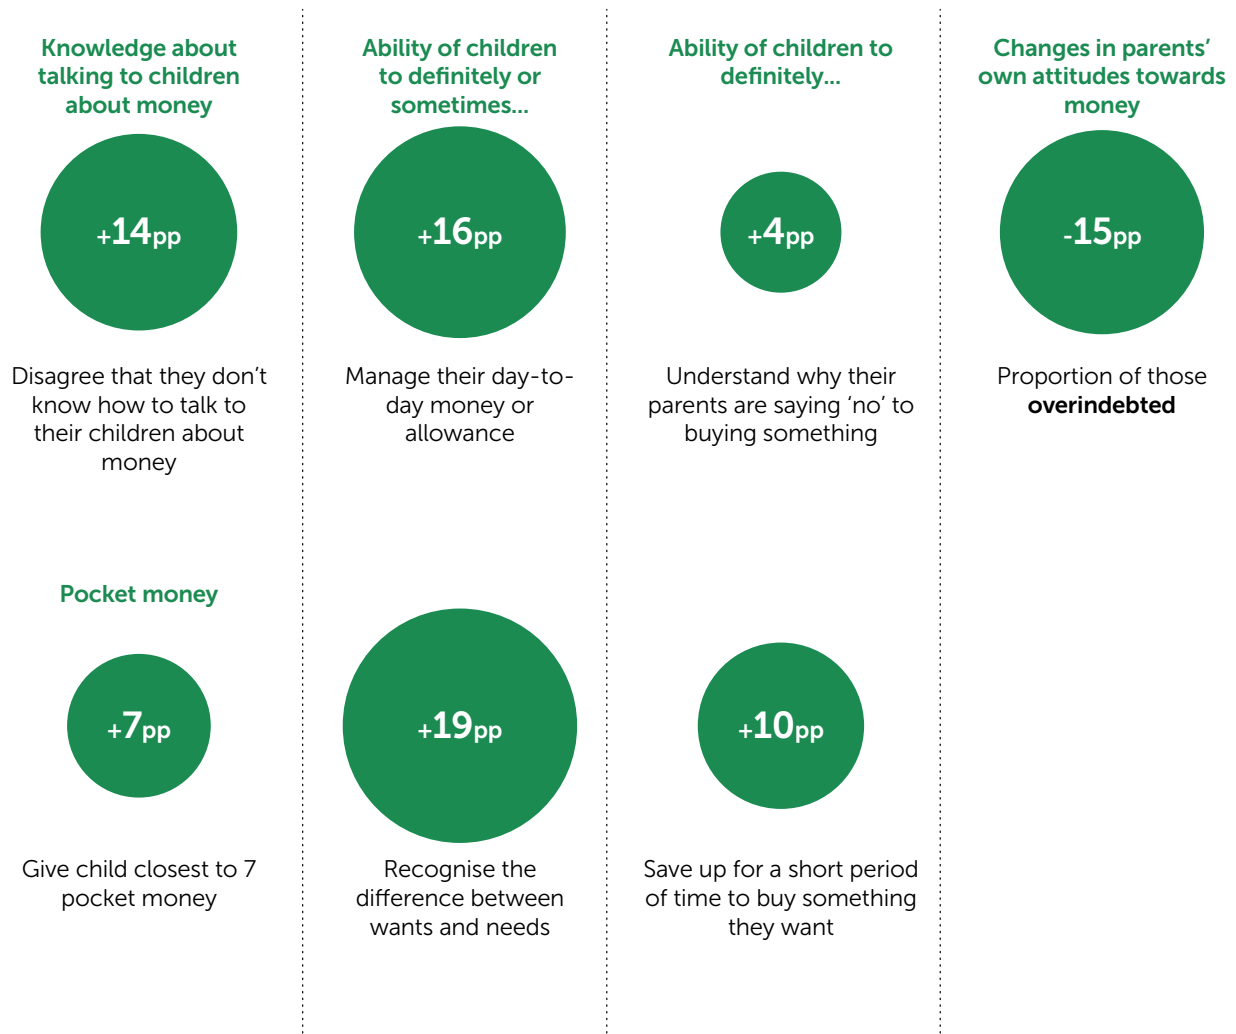 Knowledge about
talking to children
about money
+14pp
Disagree that they don’t
know how to talk to
their children about
money
Pocket money
+7pp
Give child closest to 7
pocket money
Ability of children
to definitely or
sometimes...
+16pp
Manage their day-to-
day money or
allowance
+19pp
Recognise the
difference between
wants and needs
Ability of children to
definitely...
+4pp
Understand why their
parents are saying ‘no’ to
buying something
+10pp
Save up for a short period
of time to buy something
they want
Changes in parents’
own attitudes towards
money
-15pp
Proportion of those
overindebted